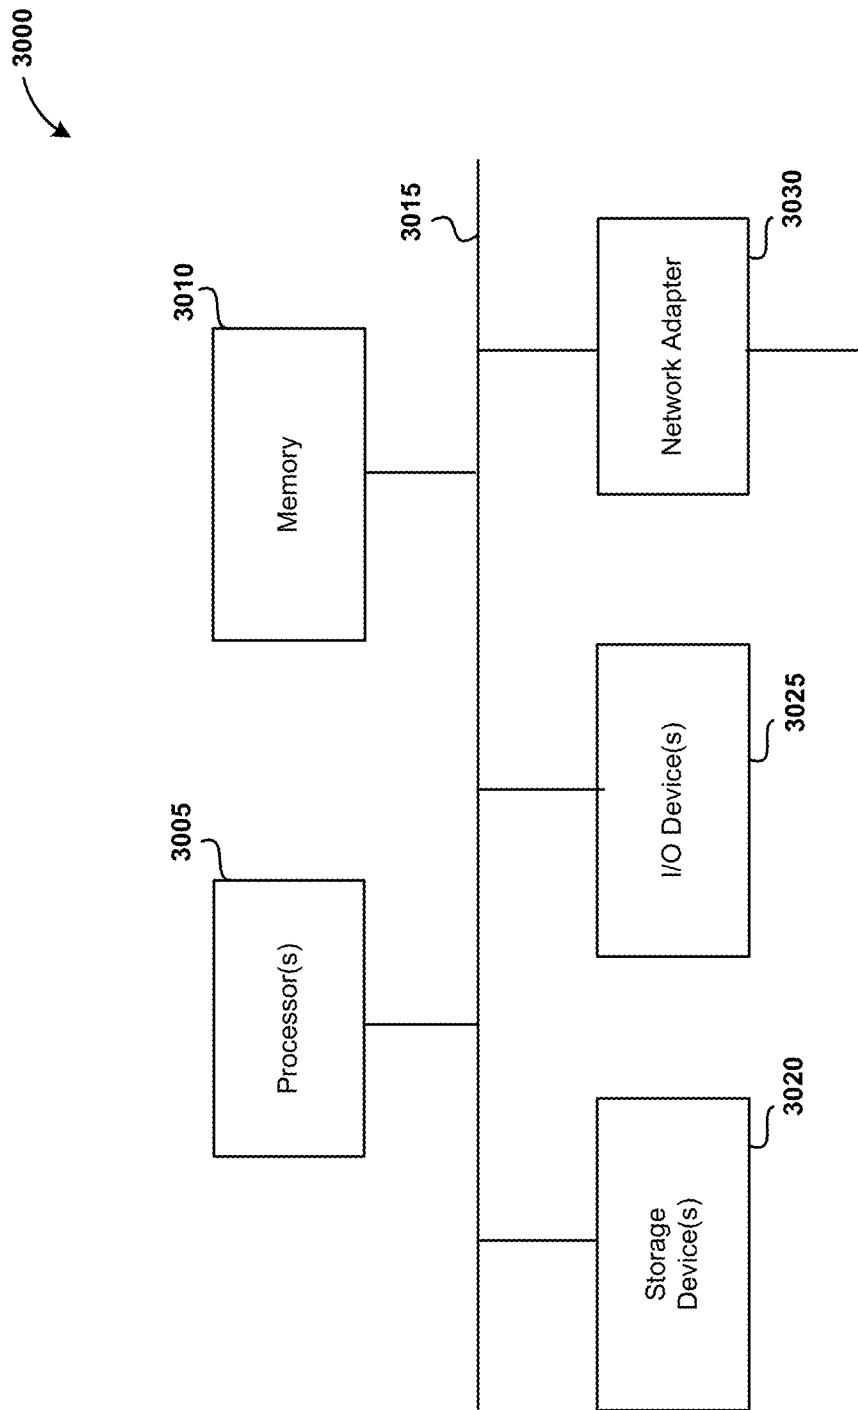 3000
3005
Processor(s)
3010
Memory
3015
Storage
Device(s)
3020
I/O Device(s)
3025
Network Adapter
3030